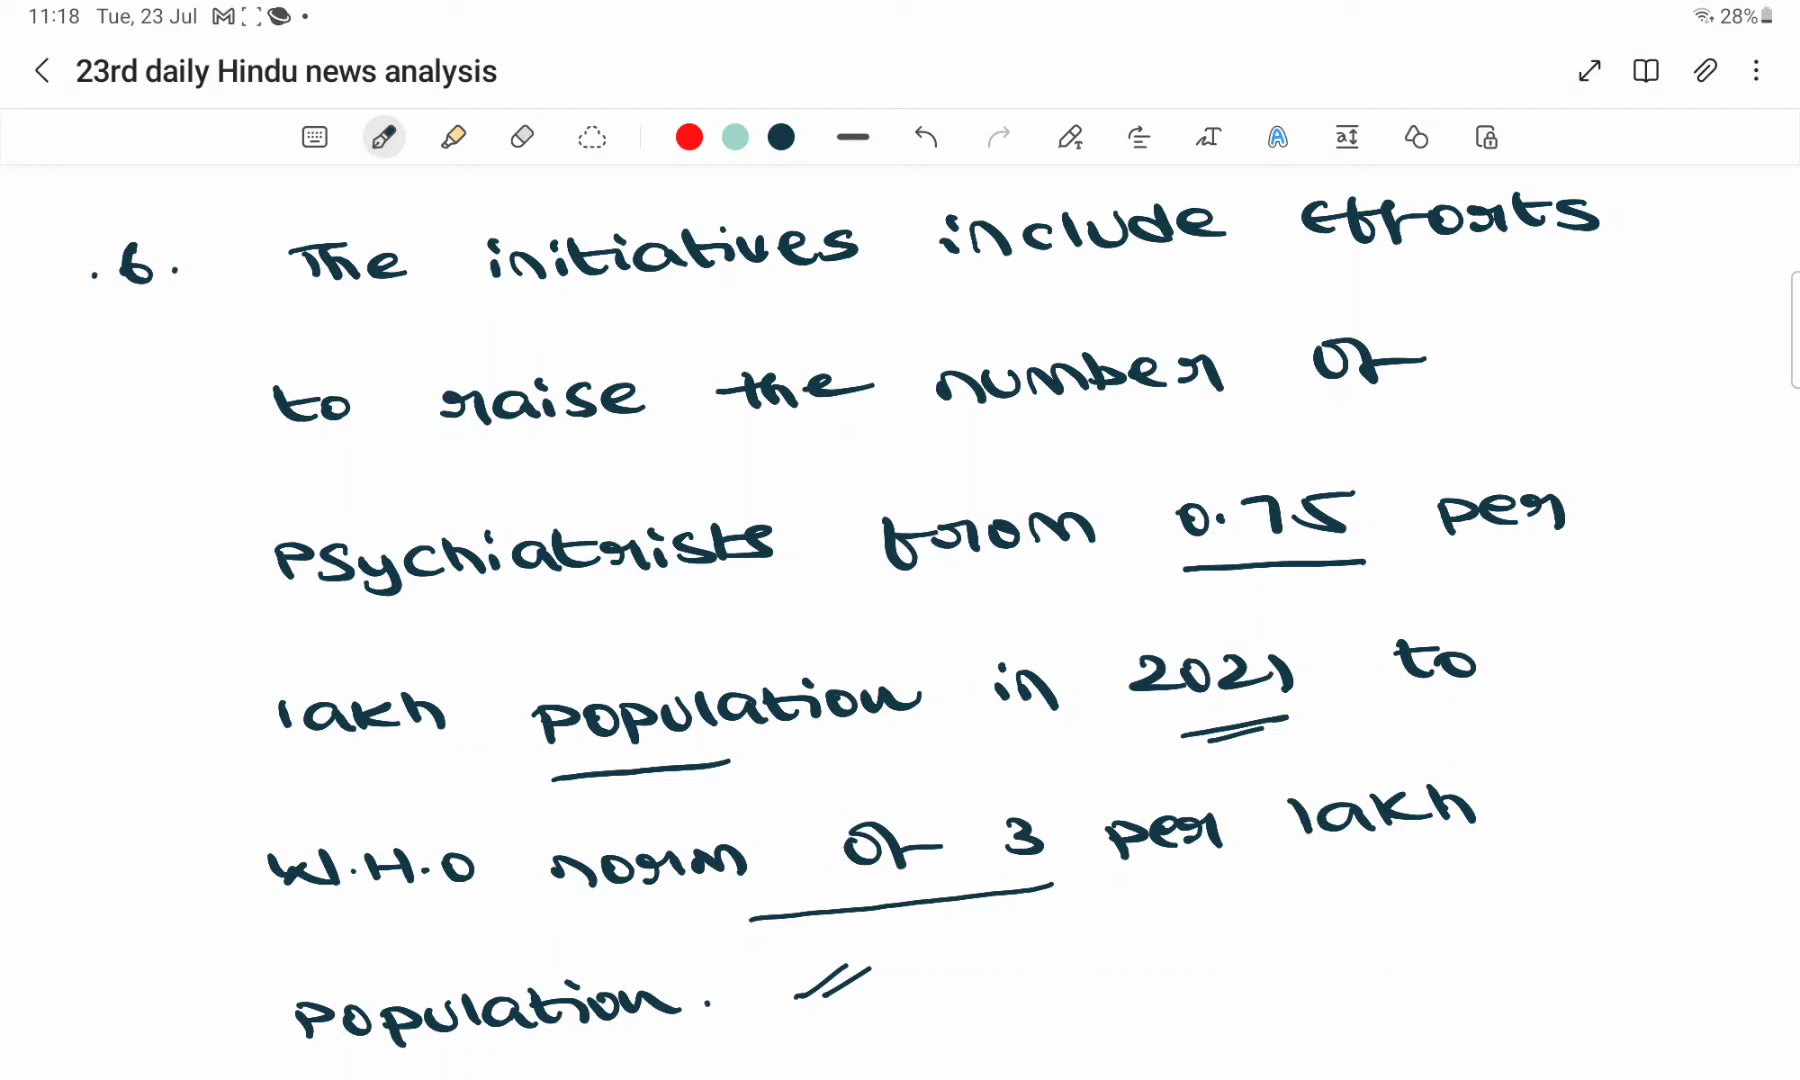 11:18 Tue, 23 Jul 28%
23rd daily Hindu news analysis
.6. The initiatives include efforts
to raise the number of
psychiatrists from 0.75 per
lakh population in 2021 to
W.H.O norm of 3 per lakh
population.